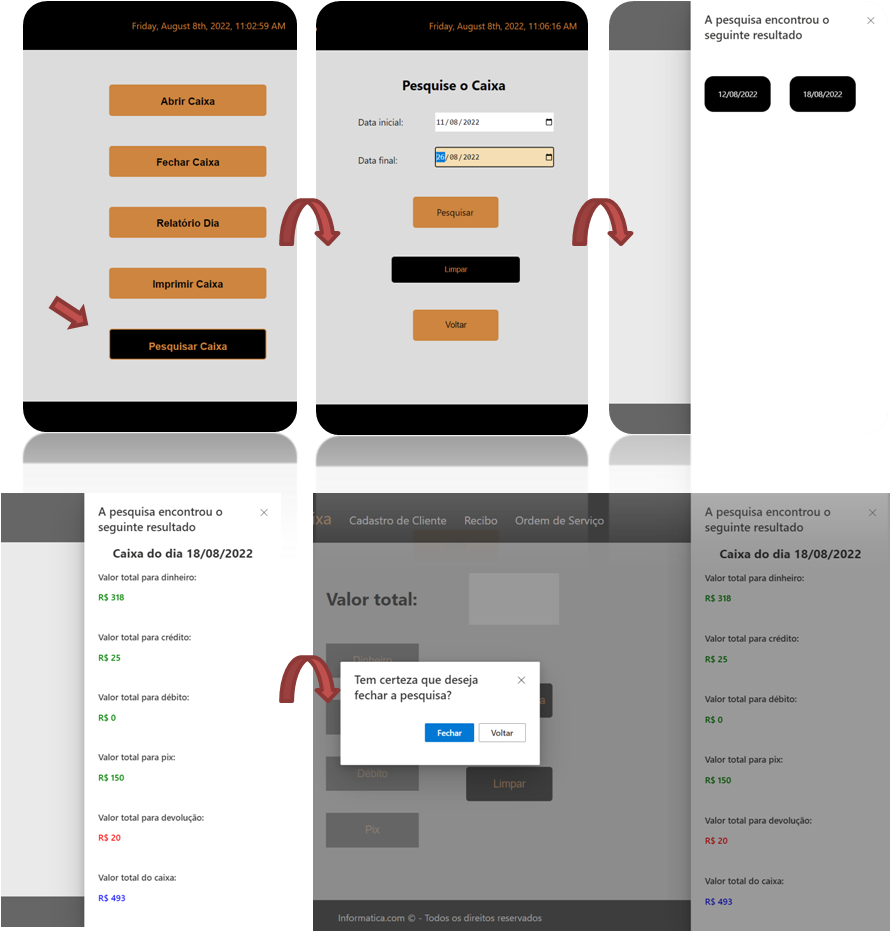 Friday, August 8th, 2022, 11:02:59 AM
Abrir Caixa
Fechar Caixa
Relatório Dia
Imprimir Caixa
Pesquisar Caixa
Friday, August 8th, 2022, 11:06:16 AM
Pesquise o Caixa
Data inicial:
11/08/2022
Data final:
26/08/2022
Pesquisar
Limpar
Voltar
A pesquisa encontrou o
seguinte resultado
12/08/2022
18/08/2022
A pesquisa encontrou o
seguinte resultado
Caixa do dia 18/08/2022
Valor total para dinheiro:
R$ 318
Valor total para crédito:
R$ 25
Valor total para débito:
R$ 0
Valor total para pix:
R$ 150
Valor total para devolução:
R$ 20
Valor total do caixa:
R$ 493
ixa Cadastro de Cliente Recibo Ordem de Serviço
Valor total:
Dinheiro
Tem certeza que deseja
fechar a pesquisa?
Fechar
Voltar
a
Débito
Limpar
Pix
Informatica.com © - Todos os direitos reservados
A pesquisa encontrou o
seguinte resultado
Caixa do dia 18/08/2022
Valor total para dinheiro:
R$ 318
Valor total para crédito:
R$ 25
Valor total para débito:
R$ 0
Valor total para pix:
R$ 150
Valor total para devolução:
R$ 20
Valor total do caixa:
R$ 493